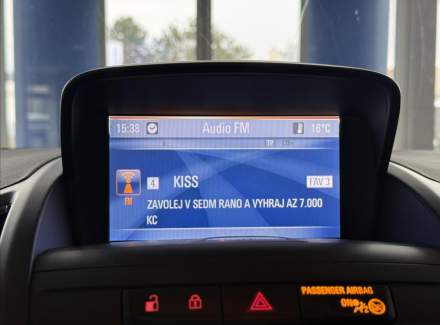 15:38 Audio FM 16°C
TP
4 KISS FAV 3
FM
ZAVOLEJ V SEDM RANO A VYHRAJ AZ 7.000
KC
PASSENGER AIRBAG
ON